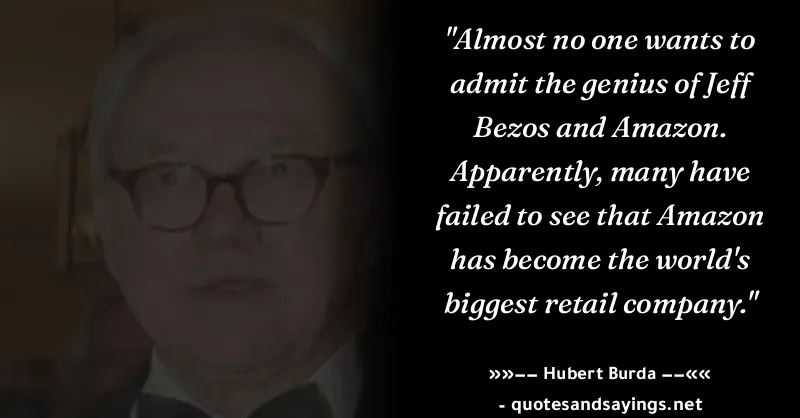 "Almost no one wants to
admit the genius of Jeff
Bezos and Amazon.
Apparently, many have
failed to see that Amazon
has become the world's
biggest retail company."
»»−− Hubert Burda −−««
- quotesandsayings.net